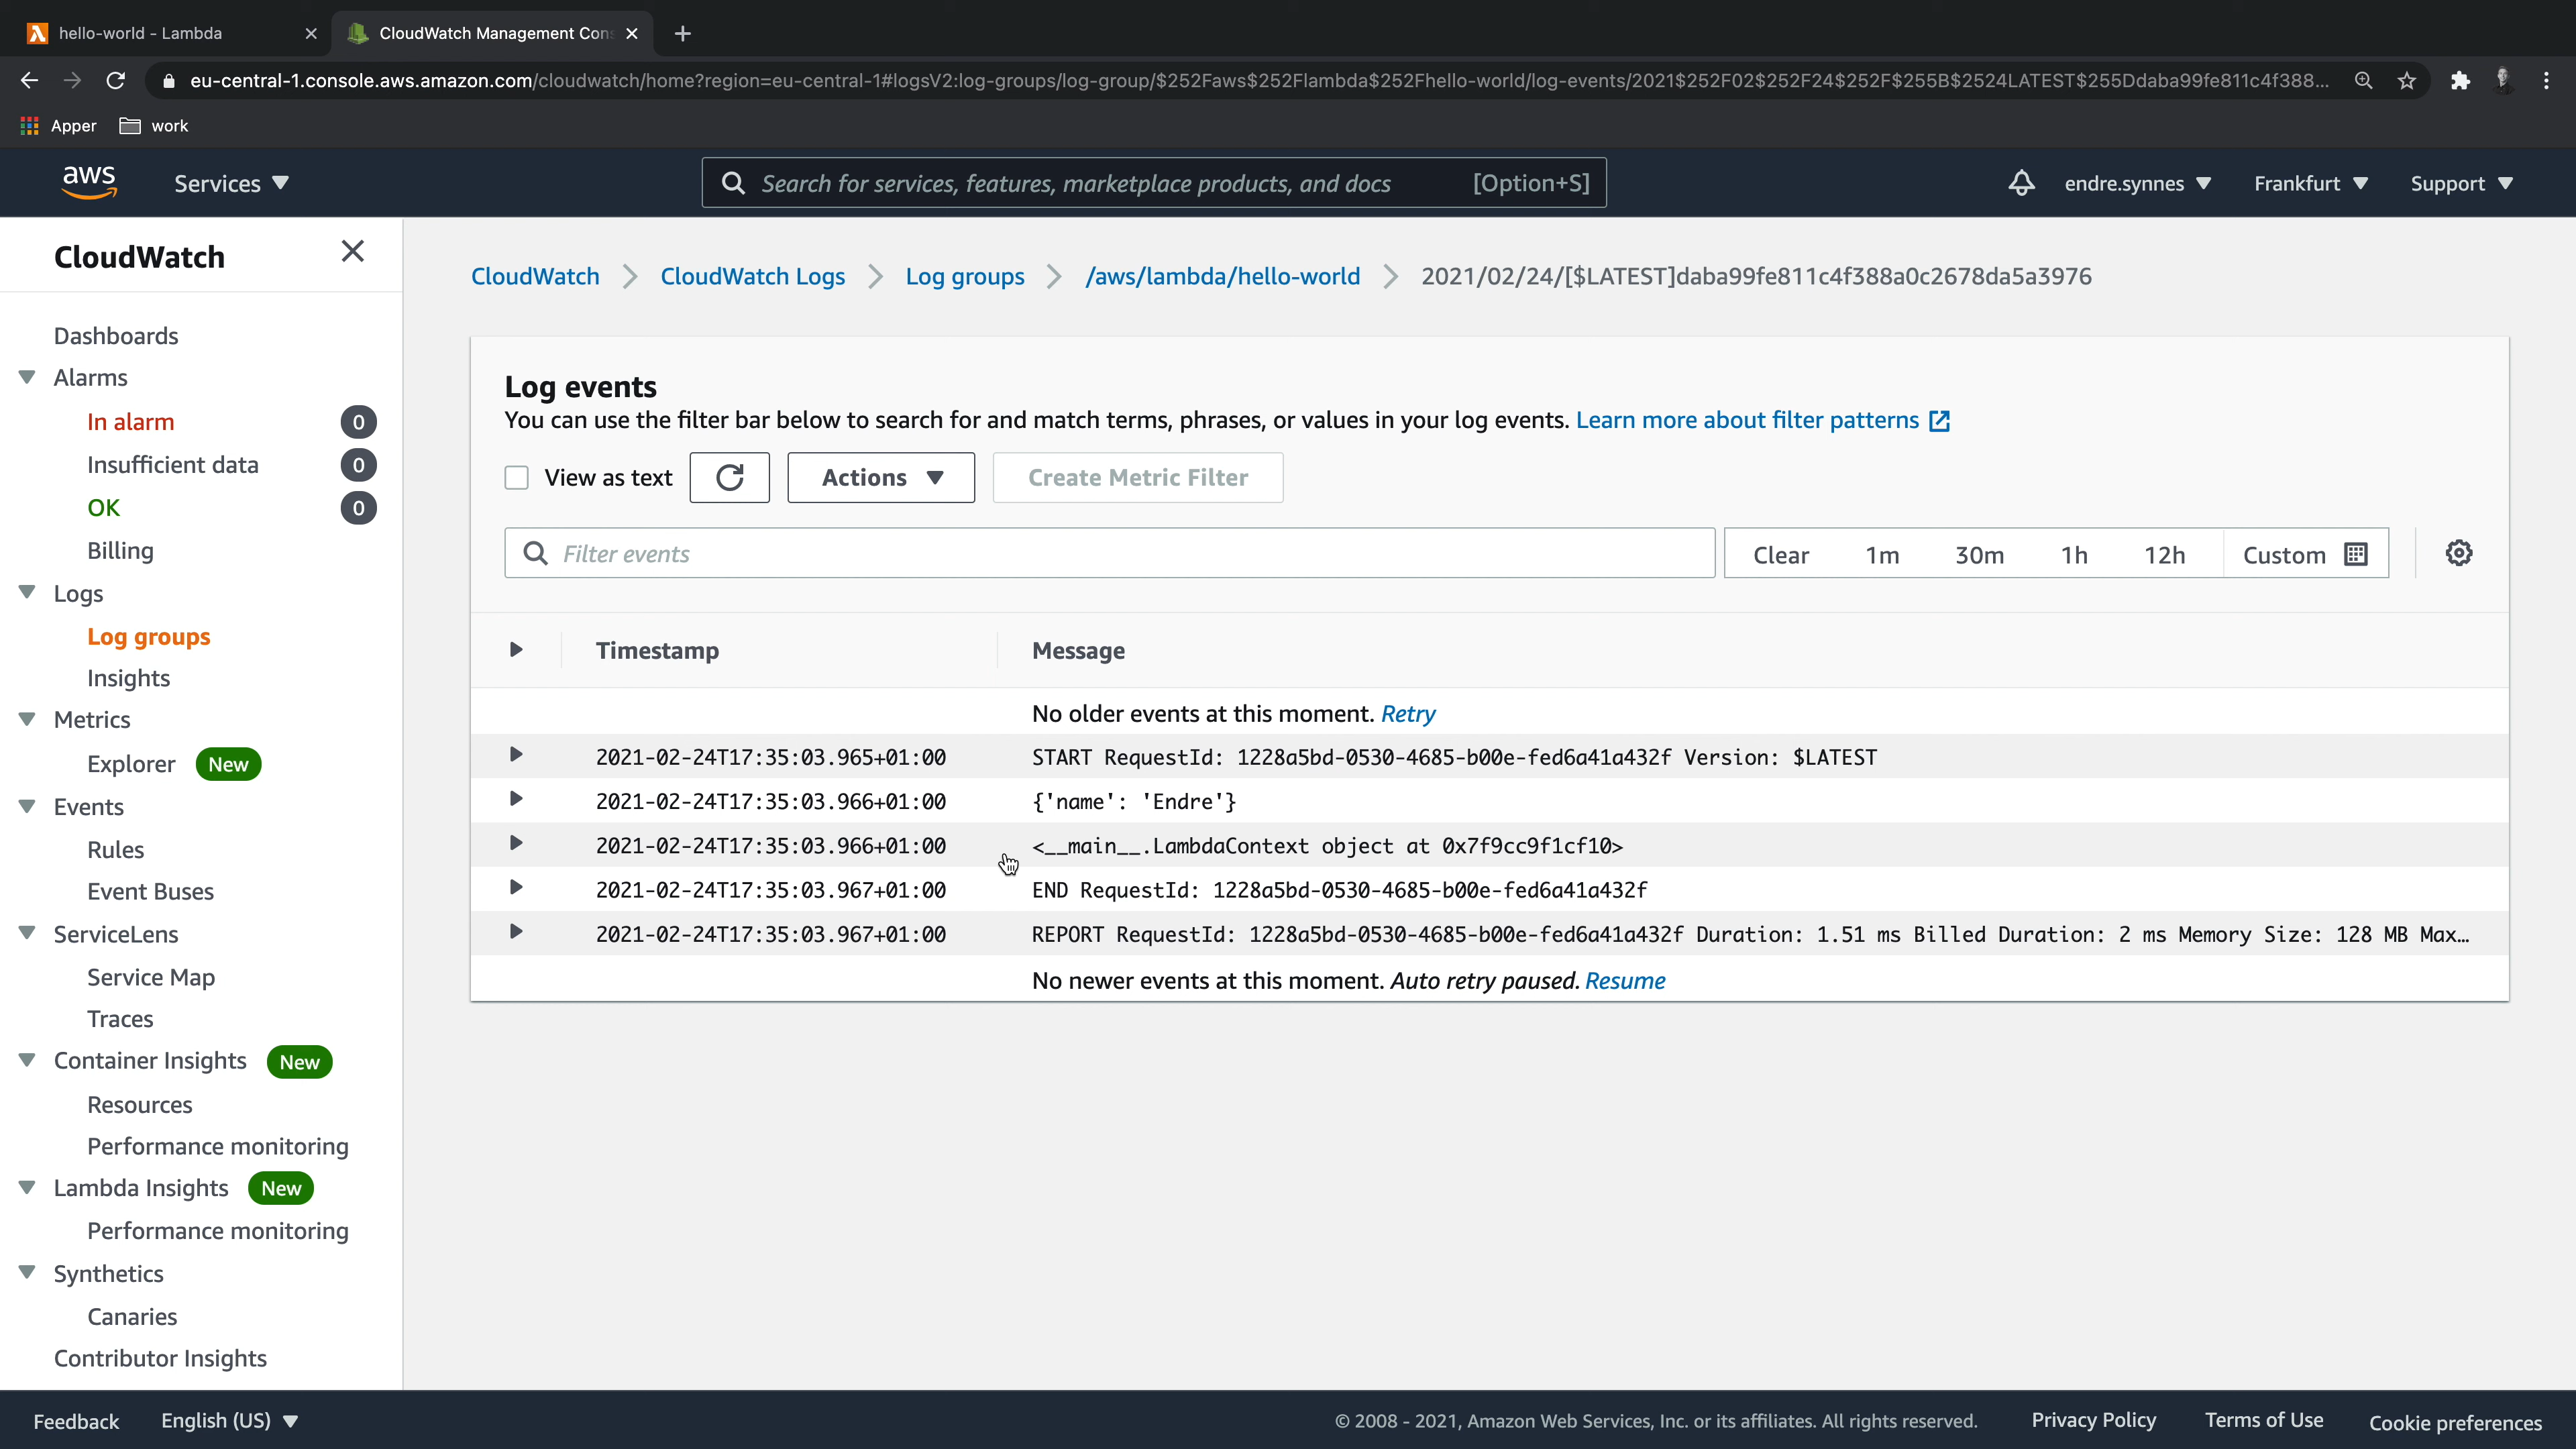 hello-world - Lambda
CloudWatch Management Con
eu-central-1.console.aws.amazon.com/cloudwatch/home?region=eu-central-1#logsV2:log-groups/log-group/$252Faws$252Flambda$252Fhello-world/log-events/2021$252F02$252F24$252F$255B$2524LATEST$255Ddaba99fe811c4f388...
Apper work
aws Services Search for services, features, marketplace products, and docs [Option+S] endre.synnes Frankfurt Support
CloudWatch
Dashboards
Alarms
In alarm 0
Insufficient data 0
OK 0
Billing
Logs
Log groups
Insights
Metrics
Explorer New
Events
Rules
Event Buses
ServiceLens
Service Map
Traces
Container Insights New
Resources
Performance monitoring
Lambda Insights New
Performance monitoring
Synthetics
Canaries
Contributor Insights
CloudWatch CloudWatch Logs Log groups /aws/lambda/hello-world 2021/02/24/[$LATEST]daba99fe811c4f388a0c2678da5a3976
Log events
You can use the filter bar below to search for and match terms, phrases, or values in your log events. Learn more about filter patterns
View as text Actions Create Metric Filter
Filter events Clear 1m 30m 1h 12h Custom
Timestamp Message
No older events at this moment. Retry
2021-02-24T17:35:03.965+01:00 START RequestId: 1228a5bd-0530-4685-b00e-fed6a41a432f Version: $LATEST
2021-02-24T17:35:03.966+01:00 {'name': 'Endre'}
2021-02-24T17:35:03.966+01:00 <__main__.LambdaContext object at 0x7f9cc9f1cf10>
2021-02-24T17:35:03.967+01:00 END RequestId: 1228a5bd-0530-4685-b00e-fed6a41a432f
2021-02-24T17:35:03.967+01:00 REPORT RequestId: 1228a5bd-0530-4685-b00e-fed6a41a432f Duration: 1.51 ms Billed Duration: 2 ms Memory Size: 128 MB Max…
No newer events at this moment. Auto retry paused. Resume
Feedback English (US) © 2008 - 2021, Amazon Web Services, Inc. or its affiliates. All rights reserved. Privacy Policy Terms of Use Cookie preferences